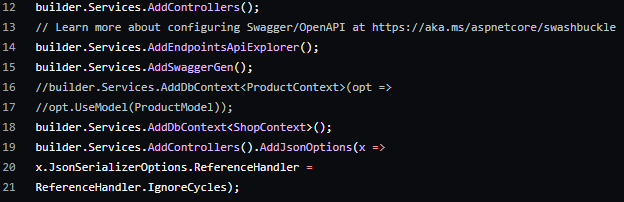 12 builder.Services.AddControllers();
13 // Learn more about configuring Swagger/OpenAPI at https://aka.ms/aspnetcore/swashbuckle
14 builder.Services.AddEndpointsApiExplorer();
15 builder.Services.AddSwaggerGen();
16 //builder.Services.AddDbContext<ProductContext>(opt =>
17 //opt.UseModel(ProductModel));
18 builder.Services.AddDbContext<ShopContext>();
19 builder.Services.AddControllers().AddJsonOptions(x =>
20 x.JsonSerializerOptions.ReferenceHandler =
21 ReferenceHandler.IgnoreCycles);